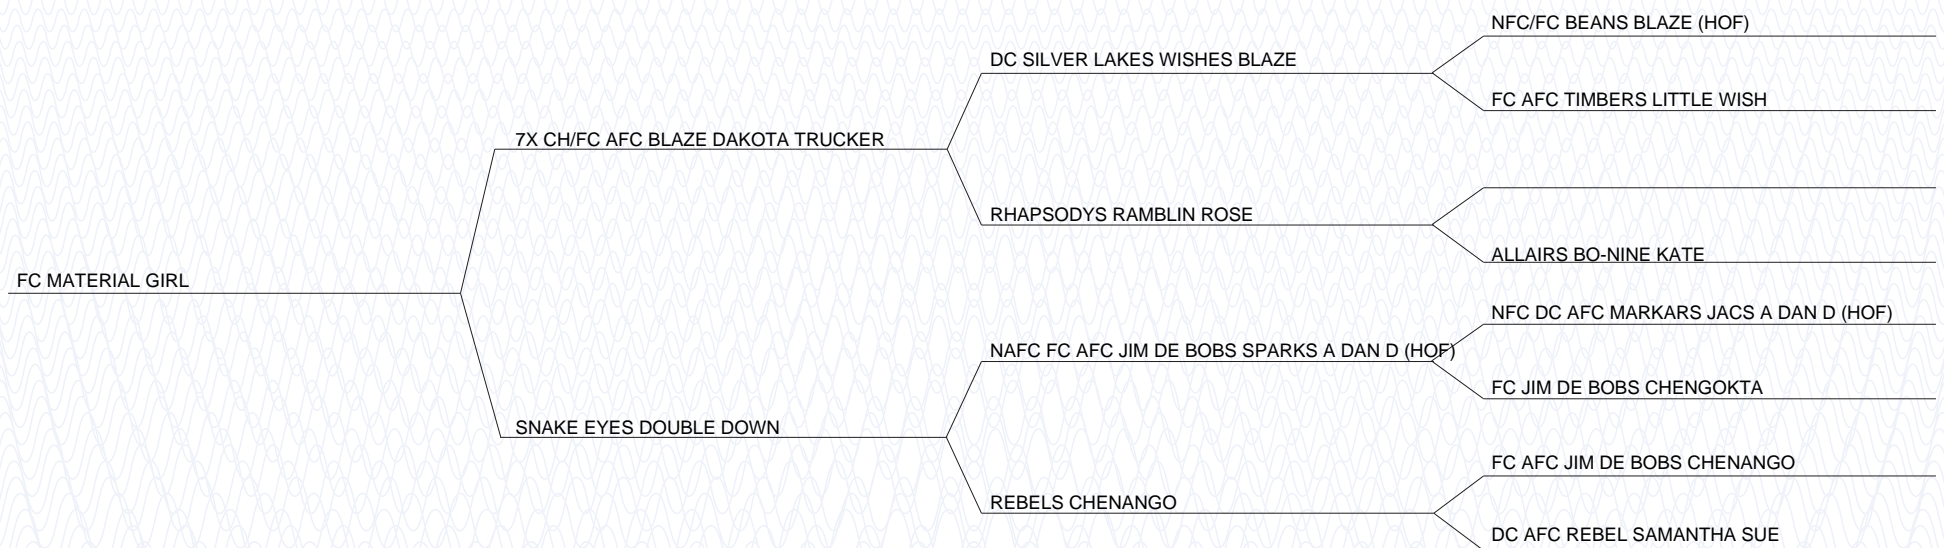 NFC/FC BEANS BLAZE (HOF)
DC SILVER LAKES WISHES BLAZE
FC AFC TIMBERS LITTLE WISH
7X CH/FC AFC BLAZE DAKOTA TRUCKER
RHAPSODYS RAMBLIN ROSE
ALLAIRS BO-NINE KATE
FC MATERIAL GIRL
NFC DC AFC MARKARS JACS A DAN D (HOF)
NAFC FC AFC JIM DE BOBS SPARKS A DAN D (HOF)
FC JIM DE BOBS CHENGOKTA
SNAKE EYES DOUBLE DOWN
FC AFC JIM DE BOBS CHENANGO
REBELS CHENANGO
DC AFC REBEL SAMANTHA SUE